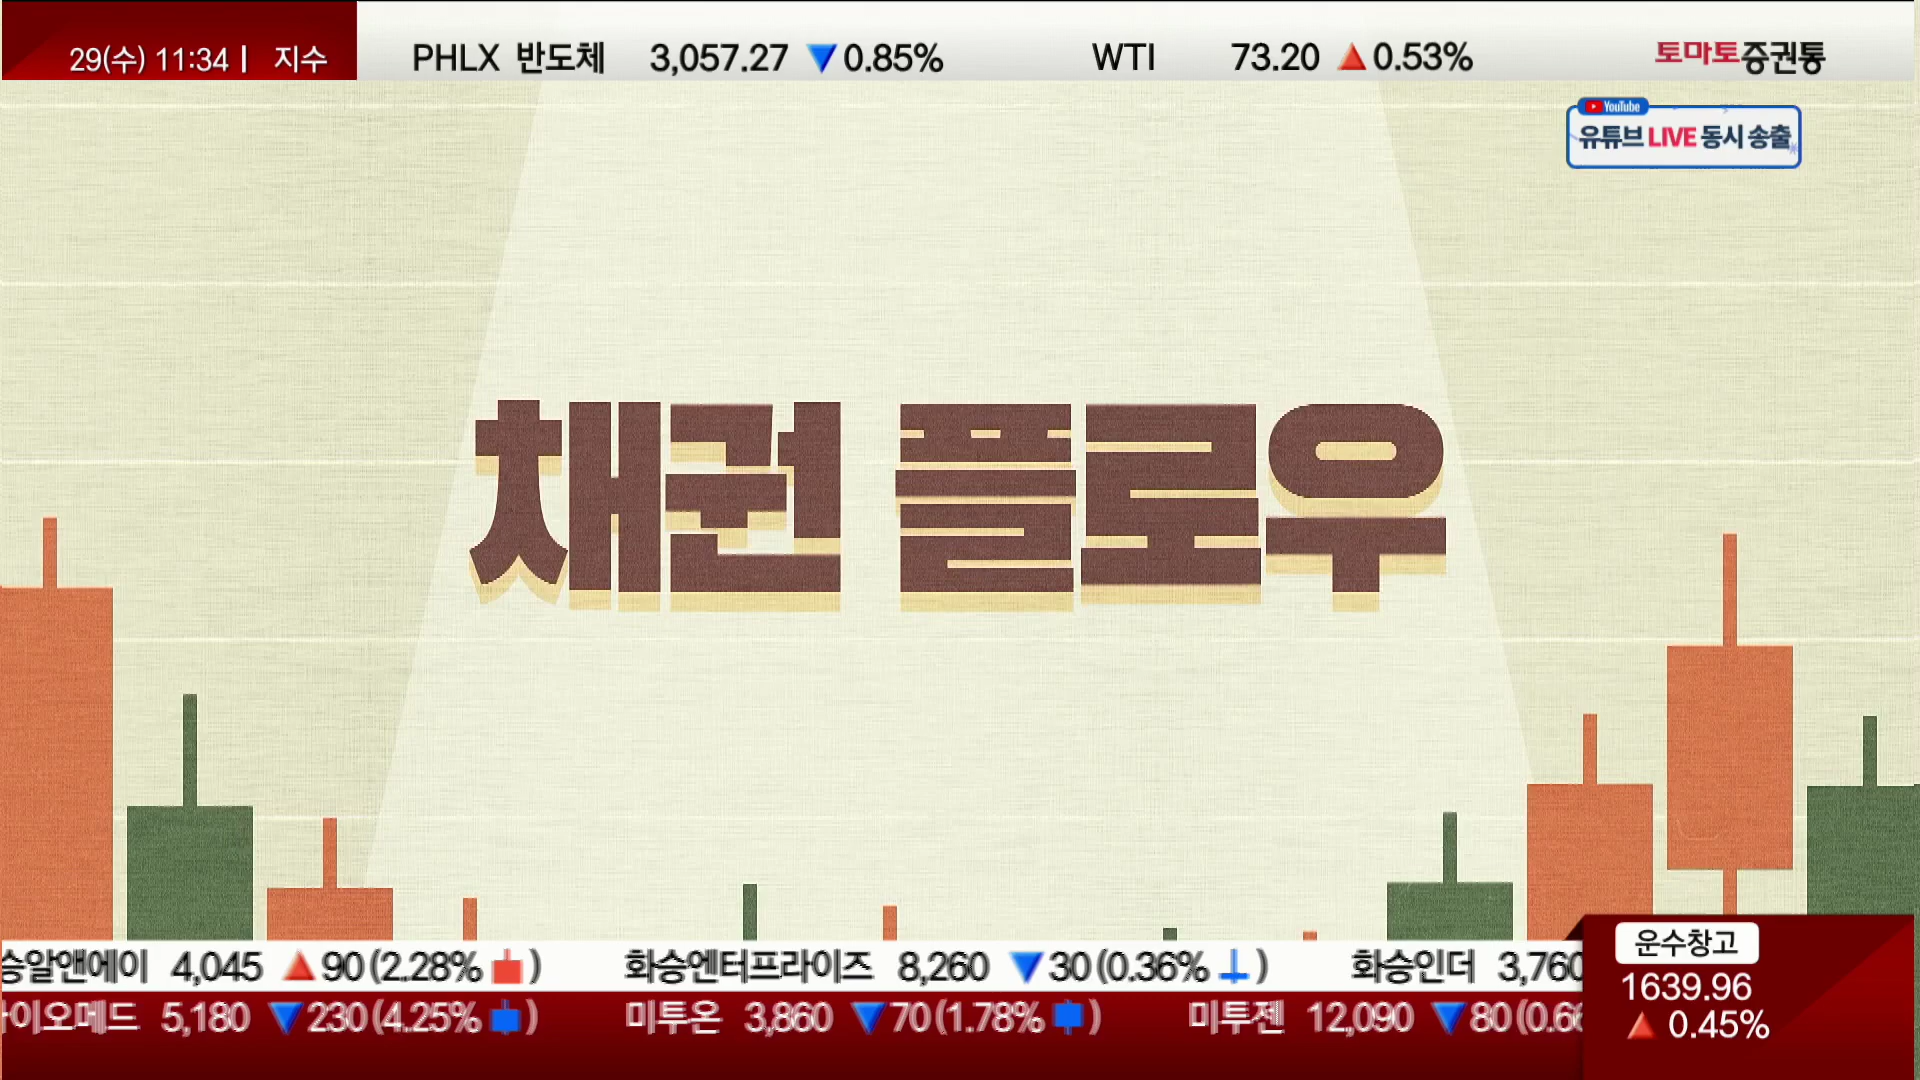 29(수) 11:34 | 지수 PHLX 반도체 3,057.27 ▼0.85% WTI 73.20 ▲0.53% 토마토증권통
YouTube
유튜브 LIVE 동시 송출
채권 플로우
승알앤에이 4,045 ▲90(2.28%) 화승엔터프라이즈 8,260 ▼30(0.36%) 화승인더 3,760
이오메드 5,180 ▼230(4.25%) 미투온 3,860 ▼70(1.78%) 미투젠 12,090 ▼80(0.66
운수창고
1639.96
▲ 0.45%